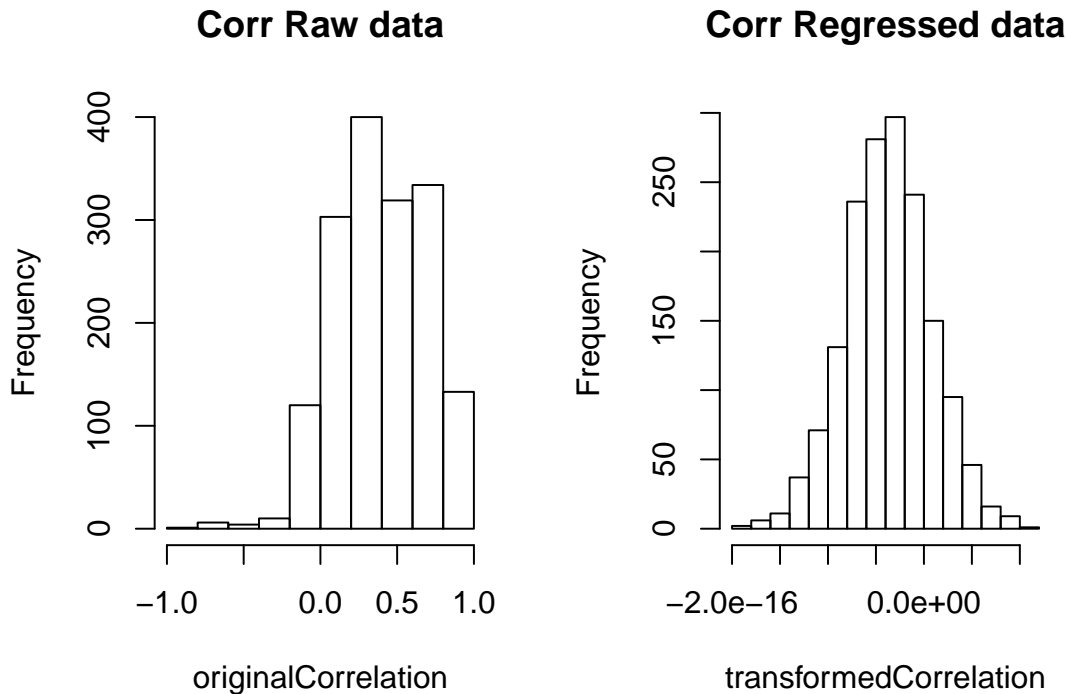 Corr Raw data
Frequency
400
300
200
100
0
−1.0 0.0 0.5 1.0
originalCorrelation
Corr Regressed data
Frequency
250
150
50
0
−2.0e−16 0.0e+00
transformedCorrelation